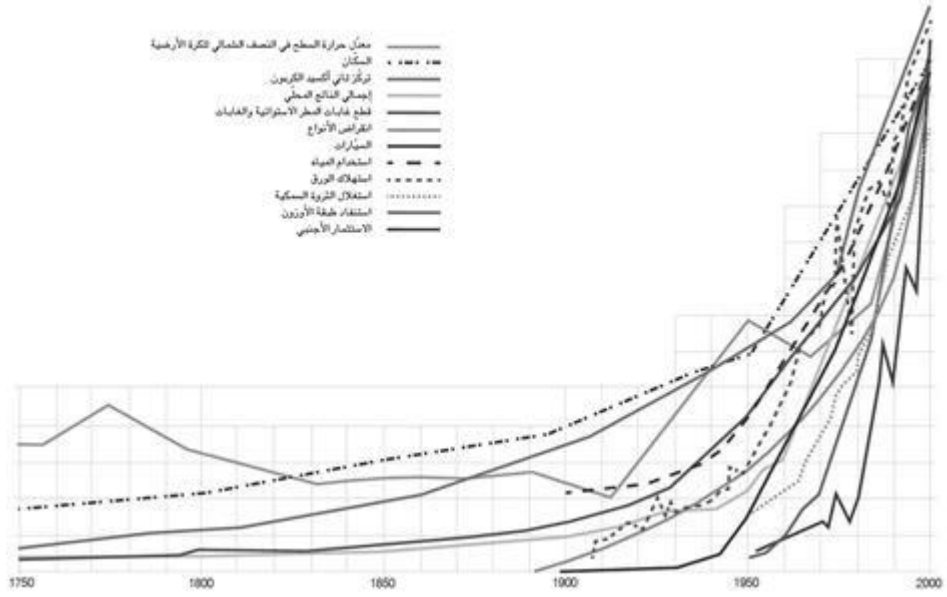 معدّل حرارة السطح في النصف الشمالي للكرة الأرضية
السكّان
تركّز ثاني أكسيد الكربون
إجمالي الناتج المحلّي
قطع غابات المطر الاستوائية والغابات
انقراض الأنواع
السيّارات
استخدام المياه
استهلاك الورق
استغلال الثروة السمكية
استنفاد طبقة الأوزون
الاستثمار الأجنبي
1750 1800 1850 1900 1950 2000